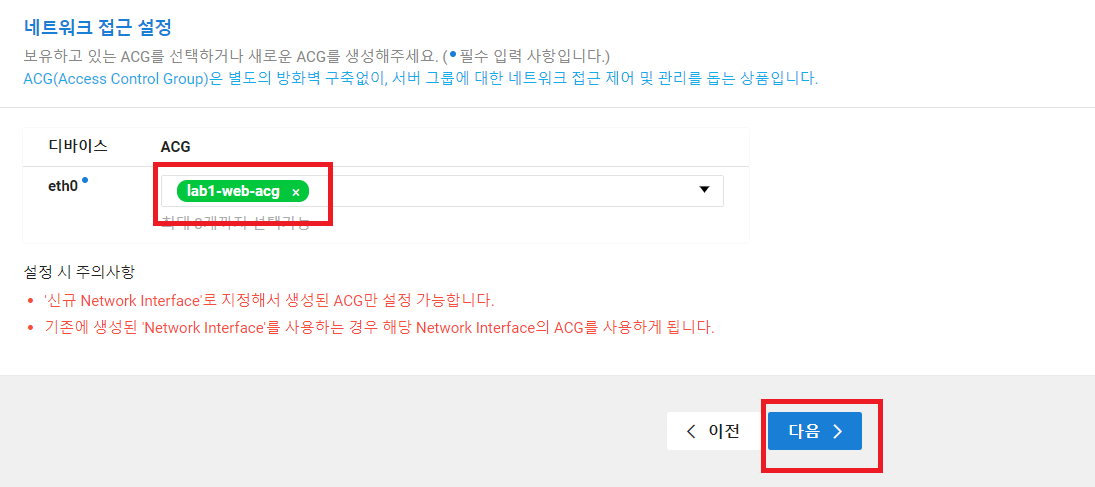 네트워크 접근 설정
보유하고 있는 ACG를 선택하거나 새로운 ACG를 생성해주세요. (•필수 입력 사항입니다.)
ACG(Access Control Group)은 별도의 방화벽 구축없이, 서버 그룹에 대한 네트워크 접근 제어 및 관리를 돕는 상품입니다.
디바이스 ACG
eth0 • lab1-web-acg ×
선택가능
설정 시 주의사항
• '신규 Network Interface'로 지정해서 생성된 ACG만 설정 가능합니다.
• 기존에 생성된 'Network Interface'를 사용하는 경우 해당 Network Interface의 ACG를 사용하게 됩니다.
< 이전 다음 >